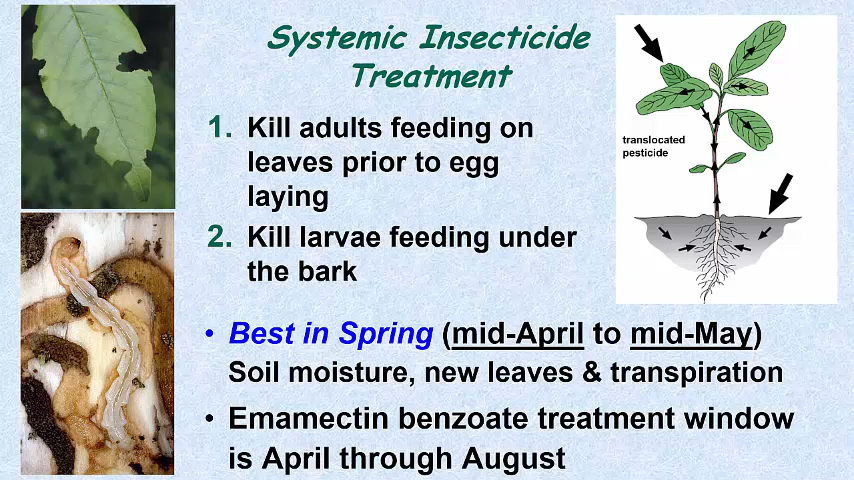 Systemic Insecticide
Treatment
1. Kill adults feeding on
leaves prior to egg
laying
2. Kill larvae feeding under
the bark
translocated
pesticide
• Best in Spring (mid-April to mid-May)
Soil moisture, new leaves & transpiration
• Emamectin benzoate treatment window
is April through August